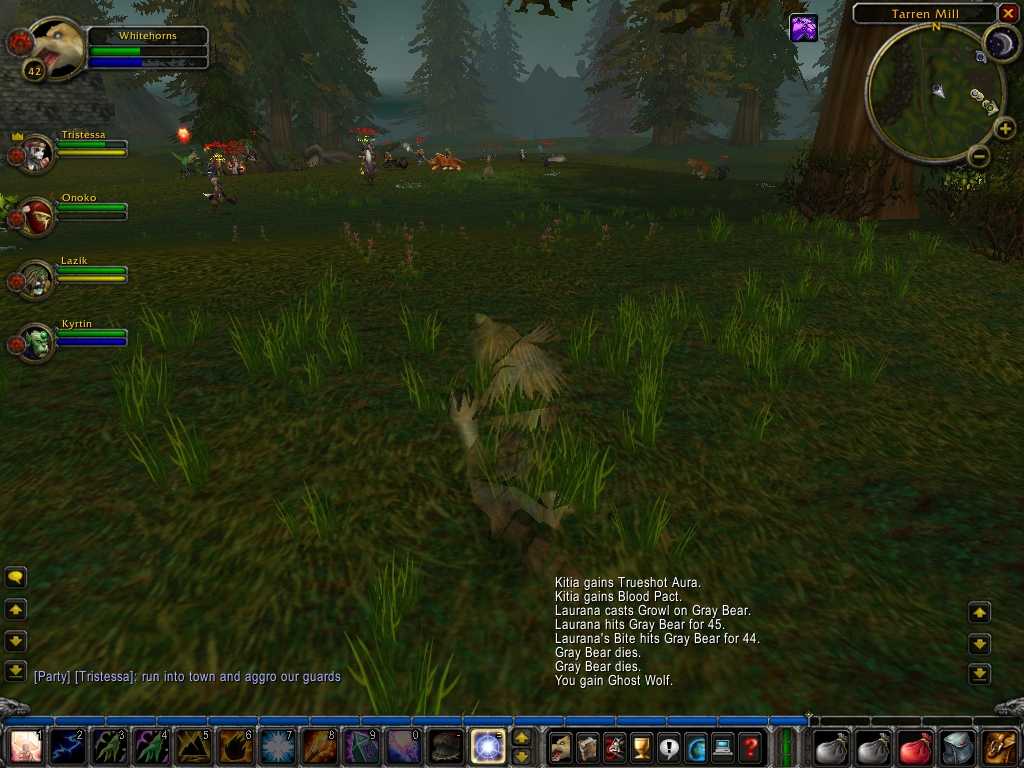 Whitehorns
42
Tarren Mill
N
Tristessa
Onoko
Lazik
Kyrtin
Kitia gains Trueshot Aura.
Kitia gains Blood Pact.
Laurana casts Growl on Gray Bear.
Laurana hits Gray Bear for 45.
Laurana's Bite hits Gray Bear for 44.
Gray Bear dies.
Gray Bear dies.
You gain Ghost Wolf.
[Party] [Tristessa]: run into town and aggro our guards
1 2 3 4 5 6 7 8 9 0 - =